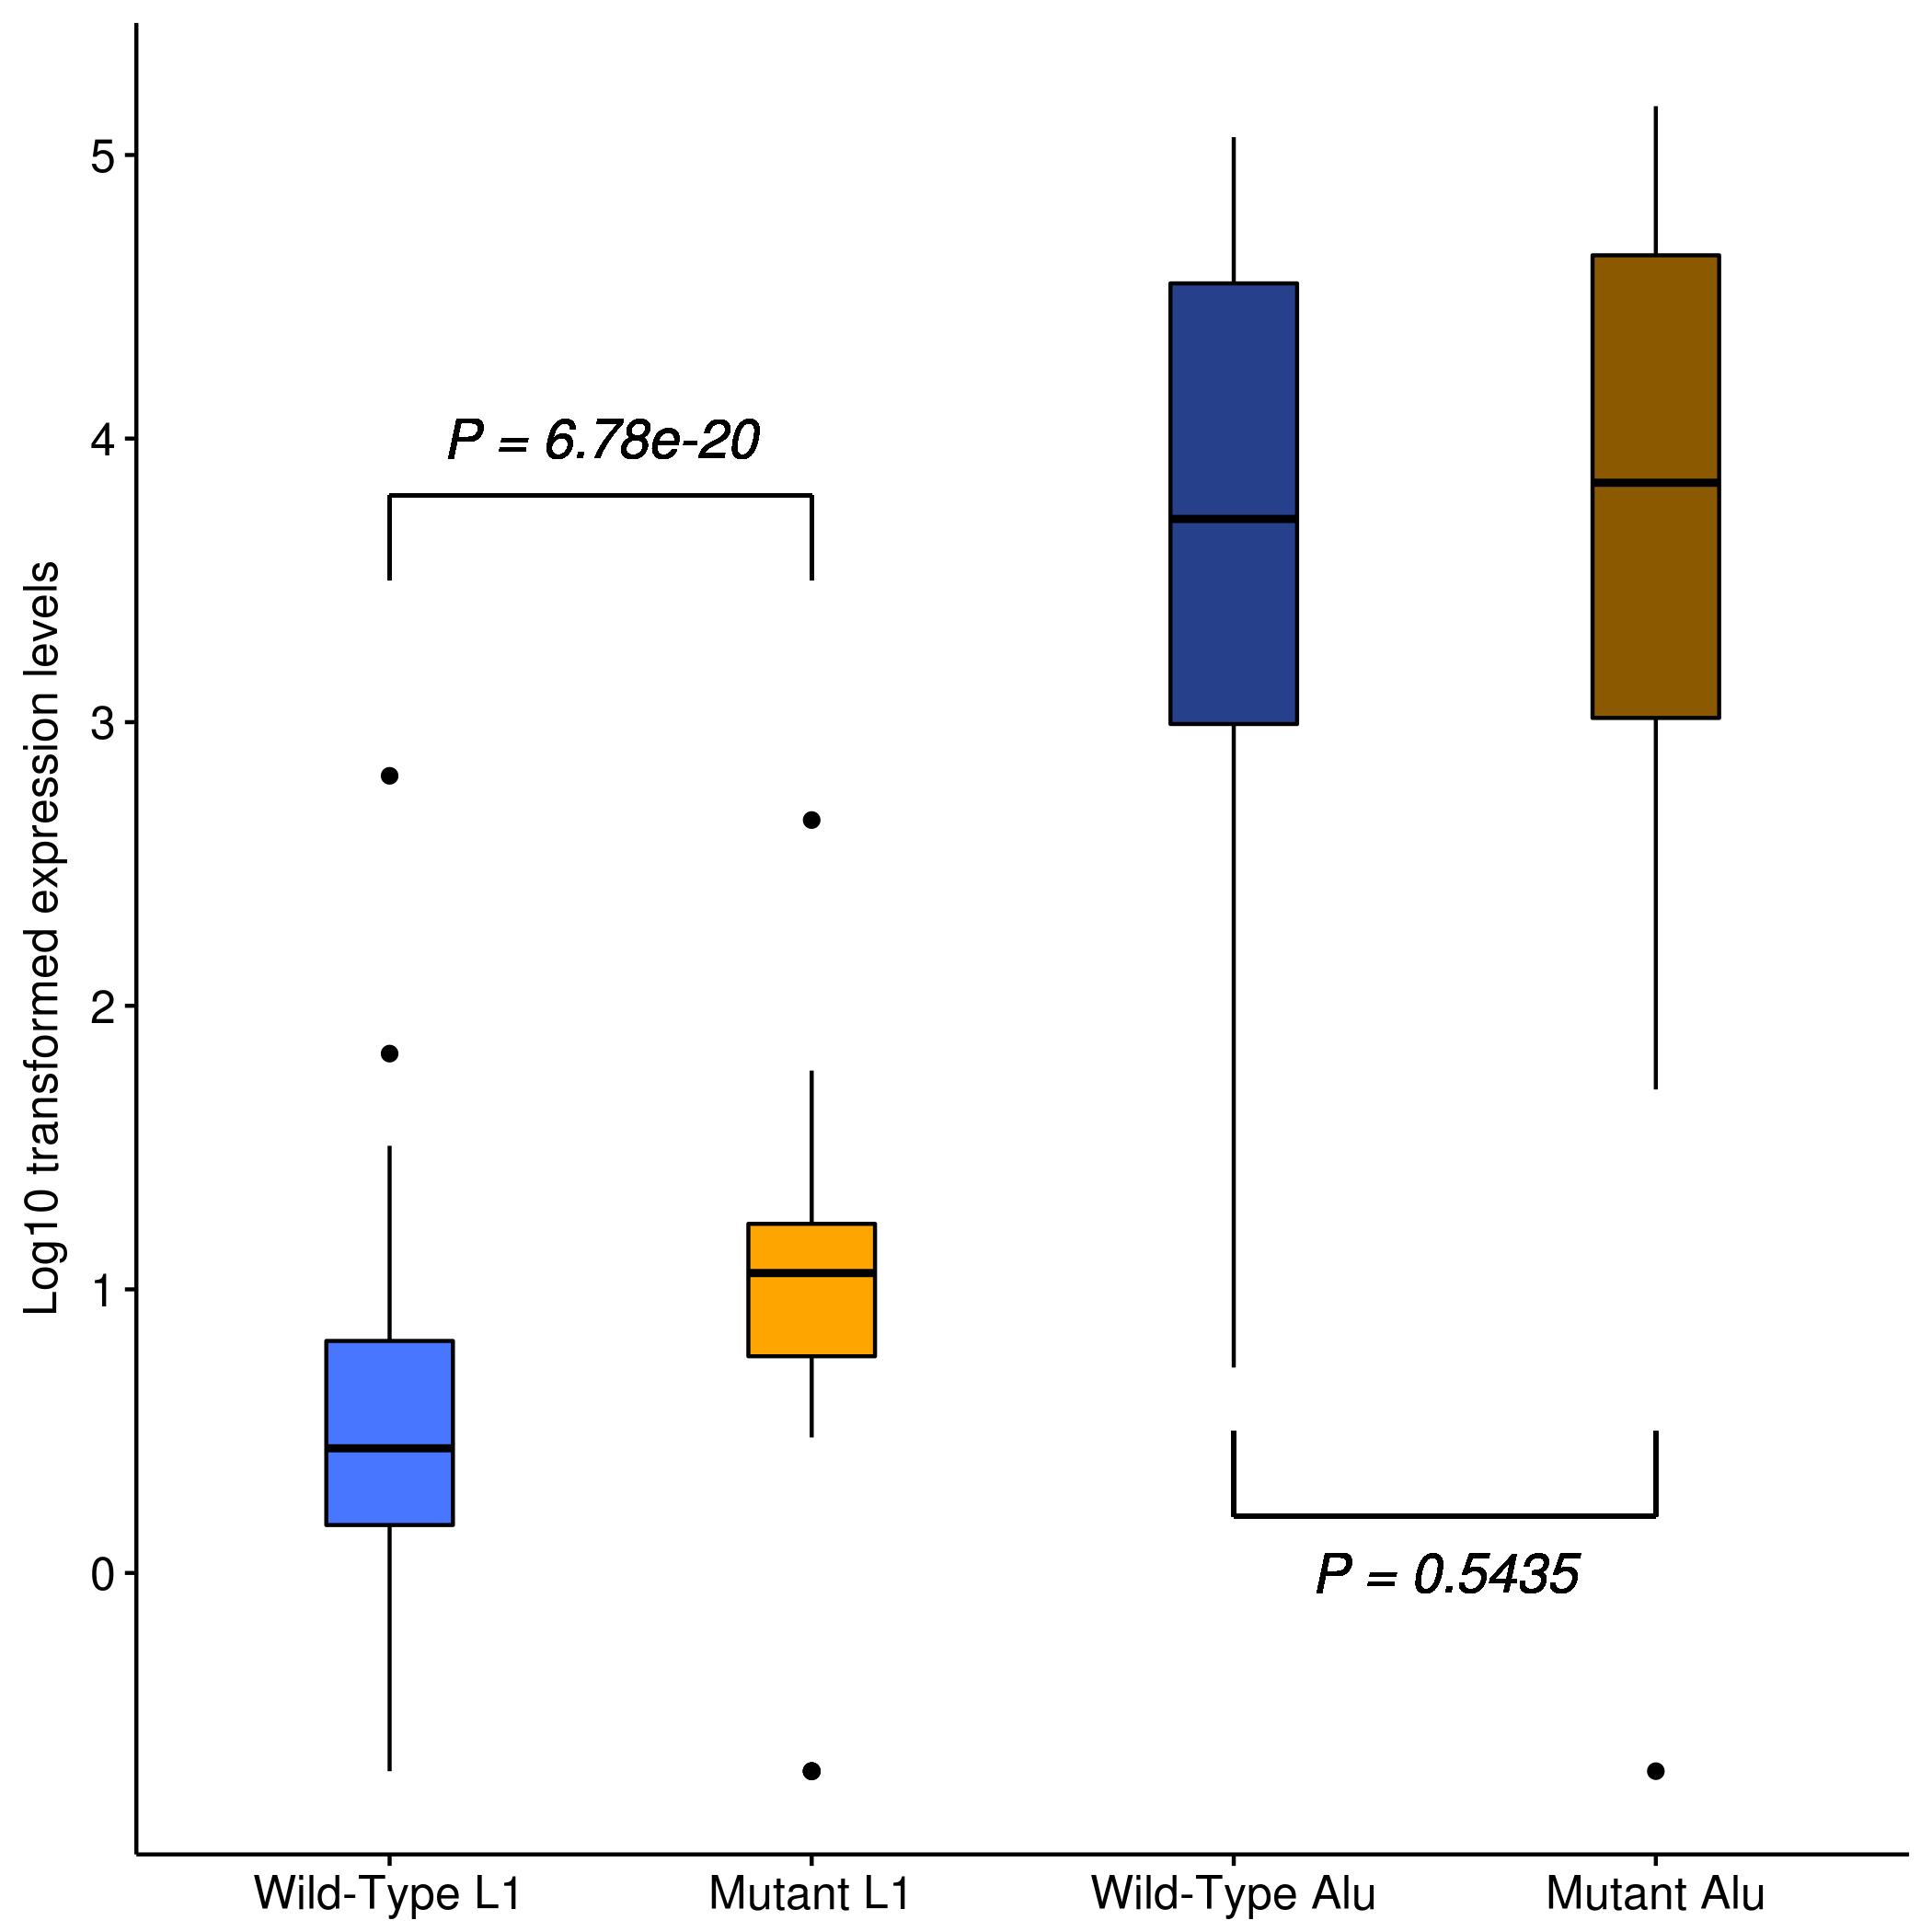 Log10 transformed expression levels
5
4
3
2
1
0
P = 6.78e-20
P = 0.5435
Wild-Type L1
Mutant L1
Wild-Type Alu
Mutant Alu